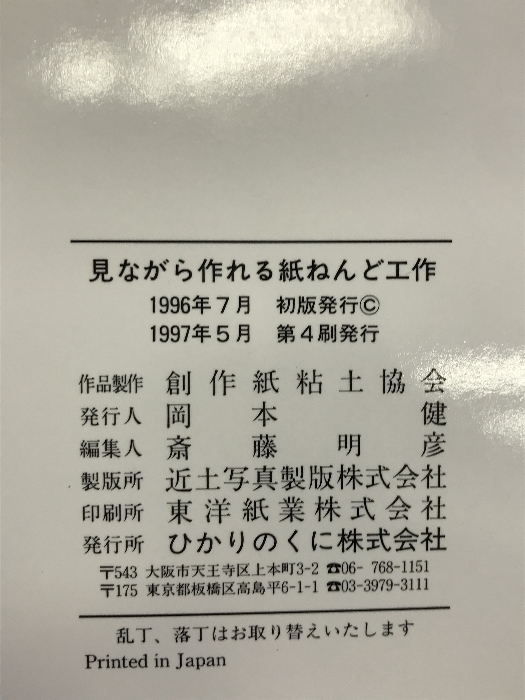 見ながら作れる紙ねんど工作
1996年7月 初版発行©
1997年5月 第4刷発行
作品製作 創作紙粘土協会
発行人 岡本健
編集人 斎藤明彦
製版所 近土写真製版株式会社
印刷所 東洋紙業株式会社
発行所 ひかりのくに株式会社
〒543 大阪市天王寺区上本町3-2 ☎06-768-1151
〒175 東京都板橋区高島平6-1-1 ☎03-3979-3111
乱丁、落丁はお取り替えいたします
Printed in Japan